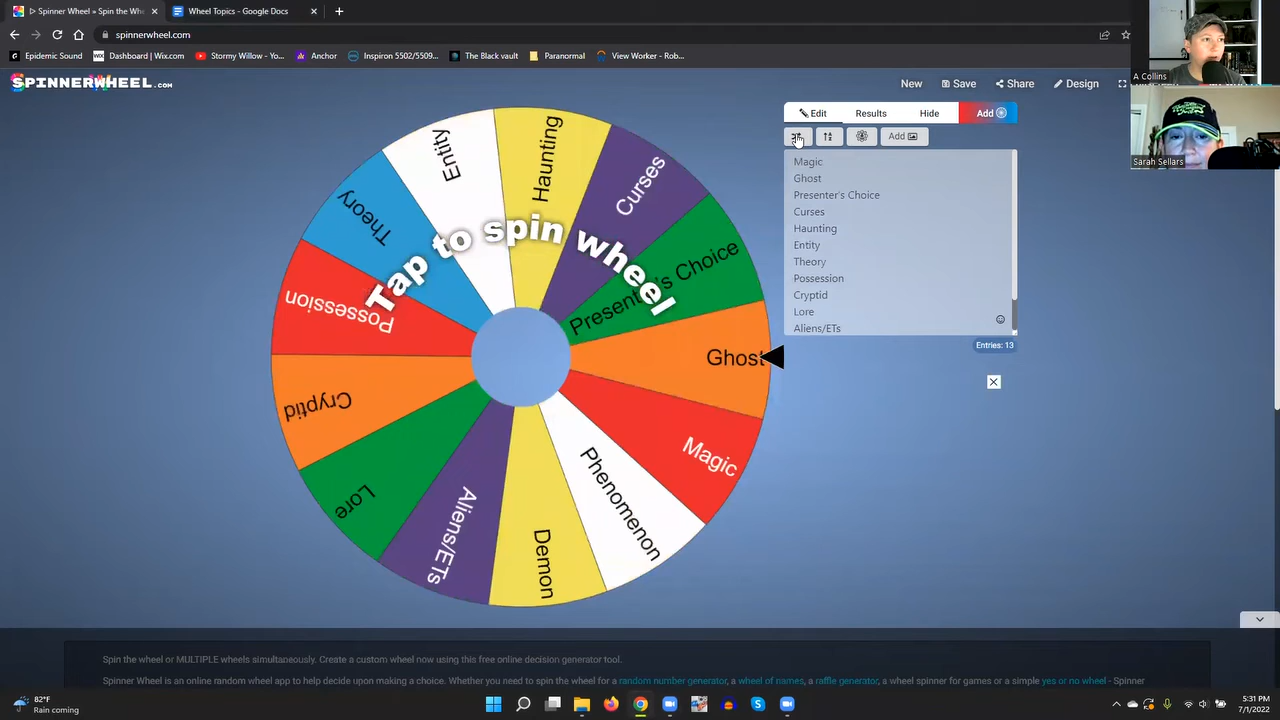 Spinner Wheel » Spins the Wh
Wheel Topics - Google Docs
spinnerwheel.com
Epidemic Sound
Dashboard | Wix.com
Stormy Willow - Yo...
Anchor
Inspiron 5502/5509...
The Black vault
Paranormal
View Worker - Rob...
A Collins
Sarah Sellars
SPINNERWHEEL.COM
New
Save
Share
Design
Edit
Results
Hide
Add
Add
Magic
Ghost
Presenter's Choice
Curses
Haunting
Entity
Theory
Possession
Cryptid
Lore
Aliens/ETs
Entries: 13
Tap to spin wheel
Entity
Haunting
Curses
Presenter's Choice
Ghost
Magic
Phenomenon
Demon
Aliens/ETs
Lore
Cryptid
Possession
Theory
Spin the wheel or MULTIPLE wheels simultaneously. Create a custom wheel now using this free online decision generator tool.
Spinner Wheel is an online random wheel app to help decide upon making a choice. Whether you need to spin the wheel for a random number generator, a wheel of names, a raffle generator, a wheel spinner for games or a simple yes or no wheel - Spinner
82°F
Rain coming
5:31 PM
7/1/2022